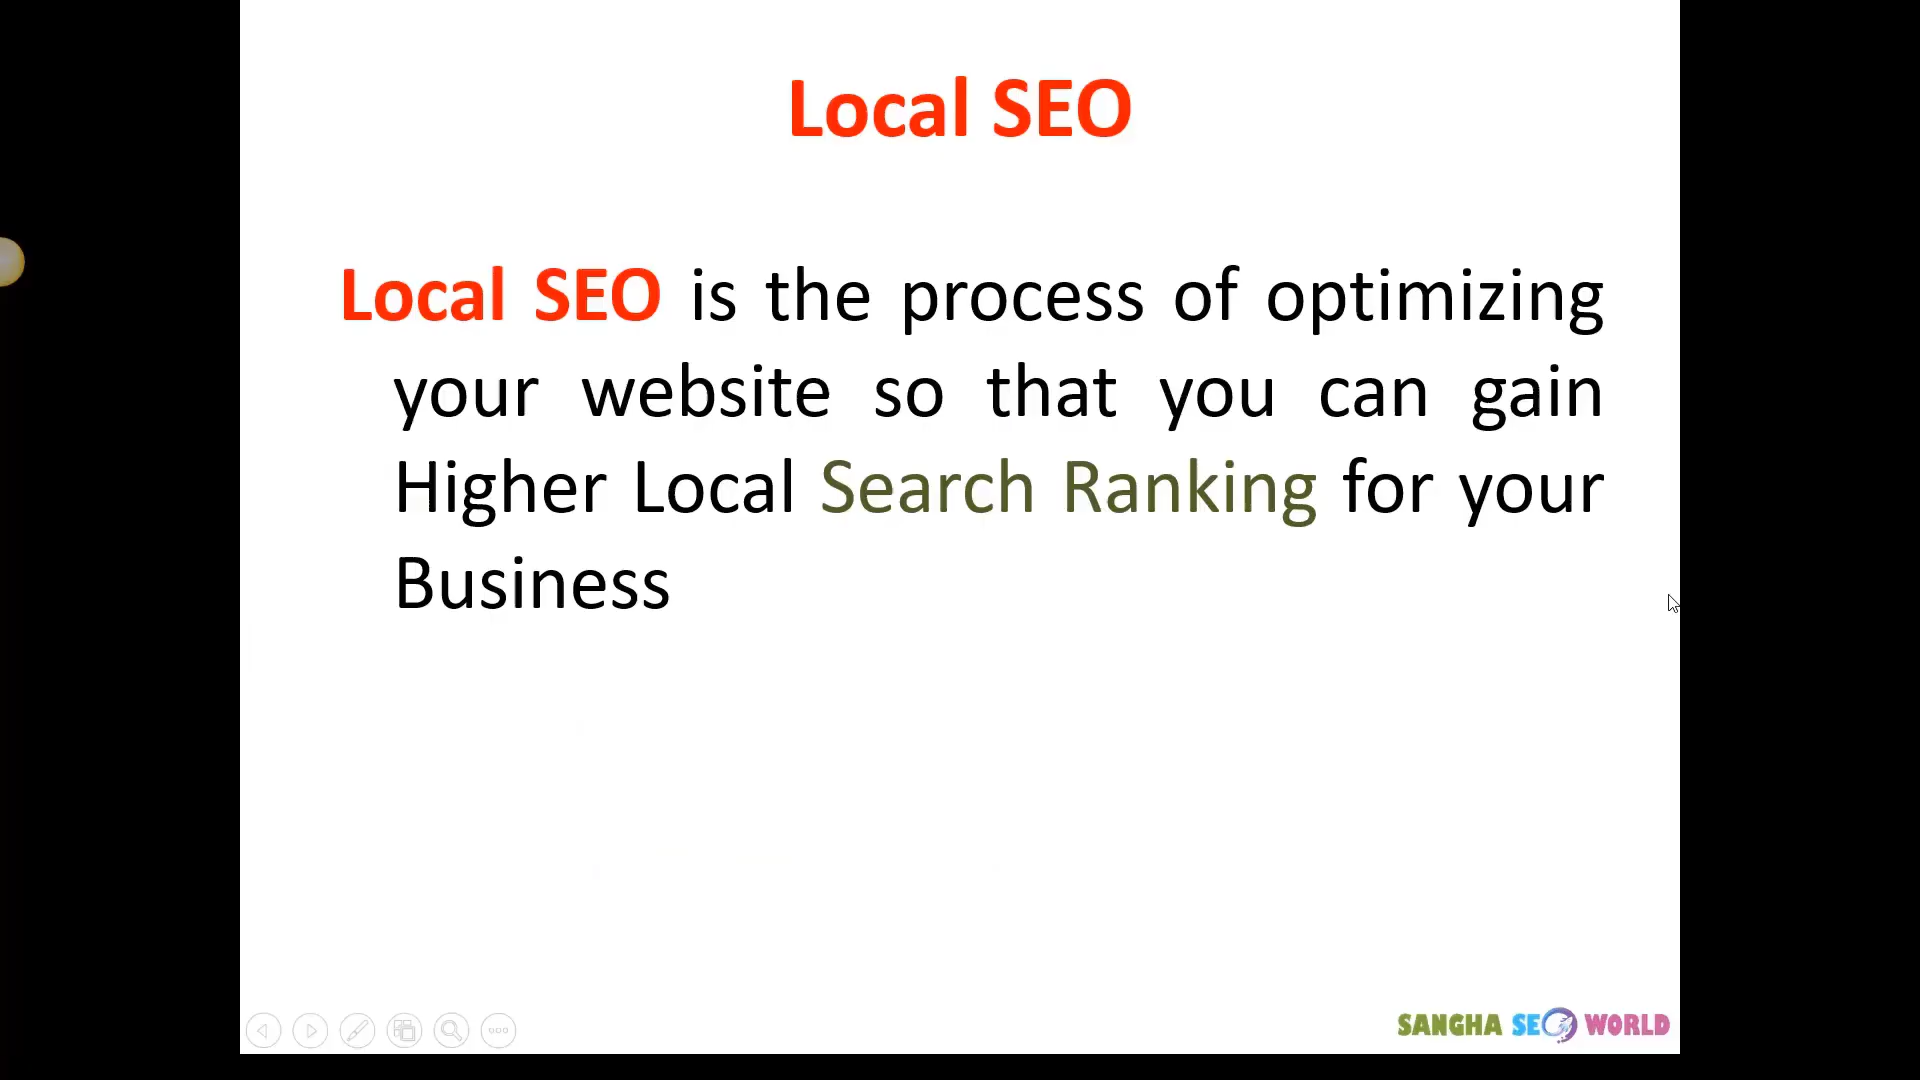 Local SEO
Local SEO is the process of optimizing
your website so that you can gain
Higher Local Search Ranking for your
Business
SANGHA SEO WORLD